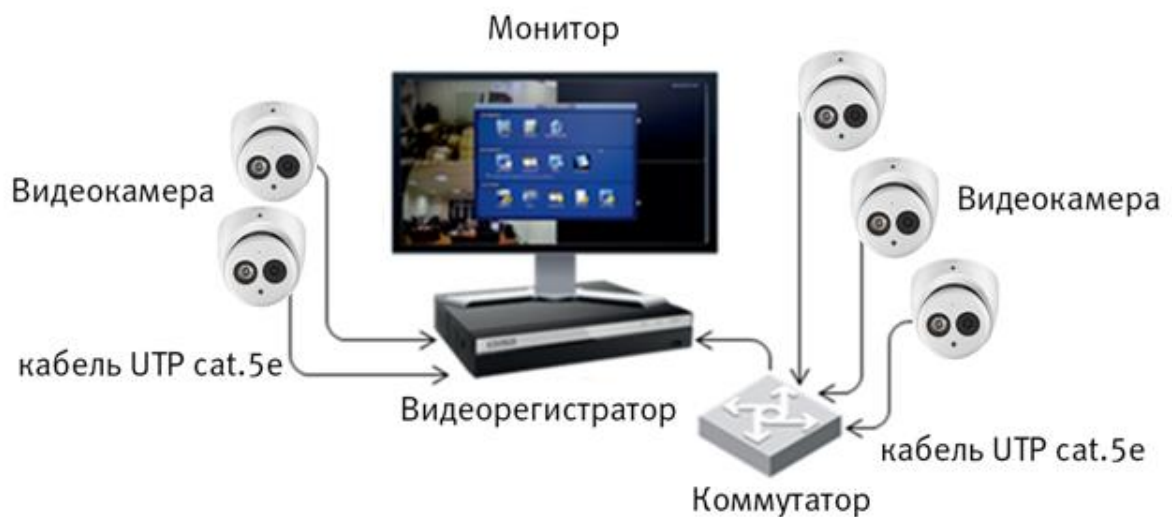 Монитор
Видеокамера
Видеокамера
кабель UTP cat.5e
Видеорегистратор
кабель UTP cat.5e
Коммутатор